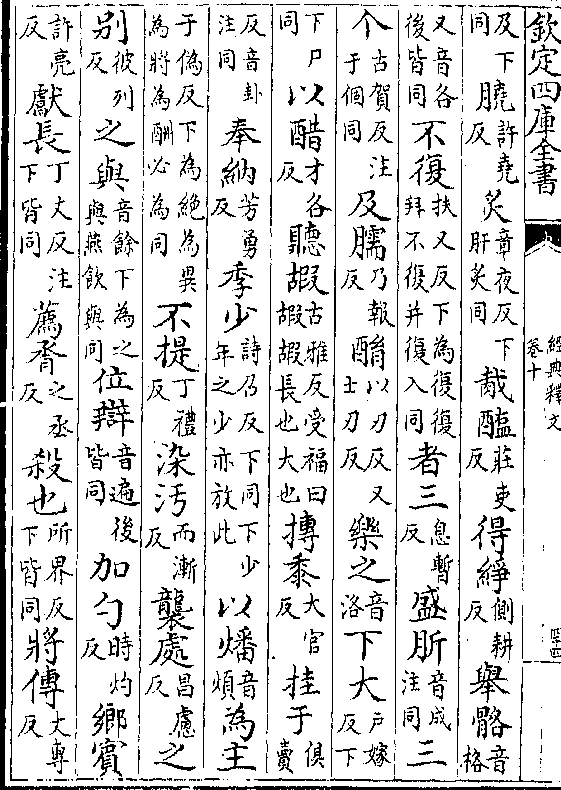 欽定四庫全書
經典釋文
卷十
四四
及下同膮許堯反炙章夜反下肝炙同胾醢莊吏反得綪側耕反舉骼音格
又音各後皆同不復扶又反下為復復拜不復并復入同者三息暫反盛肵音成注同三
个古賀反注于個同及臑乃報反酳以刃反又士刃反樂之音洛下大戶嫁反下
下尸同以醋才各反聽嘏古雅反受福曰嘏嘏長也大也摶黍大官反挂于俱賣
反音卦注同奉納芳勇反季少詩召反下同下少年之少亦放此以燔音煩為主
于偽反下為絶為異為將為酬必為同不提丁禮反染汚而漸反襲處昌慮反之
别彼列反之與音餘下為之與燕飲與同位辯音遍後皆同加勺時灼反鄉賓
許亮反獻長丁丈反注下皆同薦脀之丞反殺也所界反下皆同將傳大專反